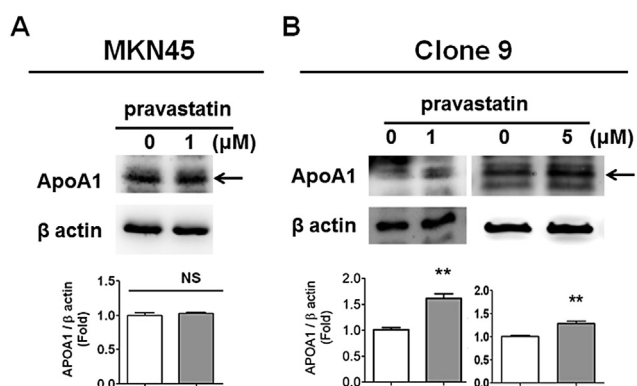 A
MKN45
pravastatin
0 1 (μM)
ApoA1
β actin
NS
APOA1 / β actin
(Fold)
1.5
1.0
0.5
0.0
B
Clone 9
pravastatin
0 1 0 5 (μM)
ApoA1
β actin
**
APOA1 / β actin
(Fold)
2.0
1.5
1.0
0.5
0.0
**
2.0
1.5
1.0
0.5
0.0